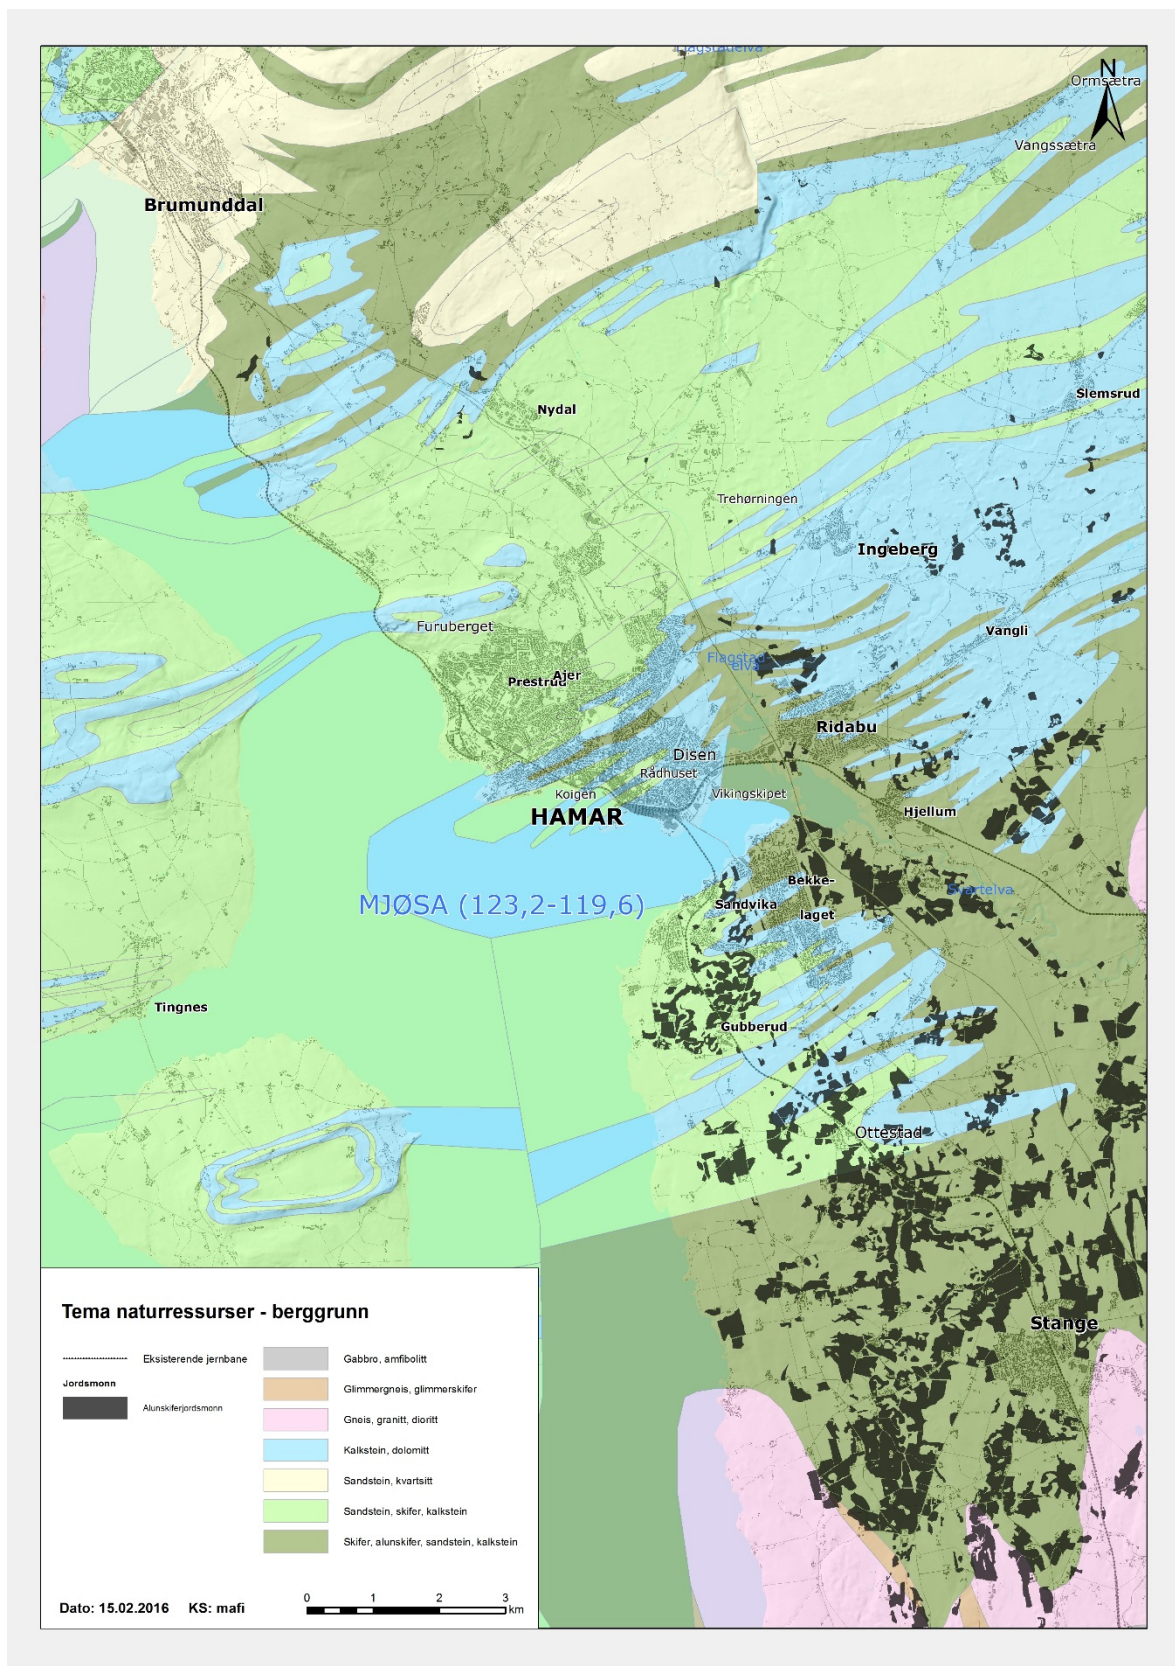 Flagstadelva
N
Ormsætra
Vangssætra
Brumunddal
Slemsrud
Nydal
Trehørningen
Ingeberg
Furuberget
Vangli
Flagstad
elva
Ajer
Prestrud
Ridabu
Disen
Rådhuset
Koigen
Vikingskipet
HAMAR
Hjellum
Bekke-
Svartelva
MJØSA (123,2-119,6)
Sandvika
laget
Tingnes
Gubberud
Ottestad
Stange
Tema naturressurser - berggrunn
Eksisterende jernbane
Jordsmonn
Alunskiferjordsmonn
Gabbro, amfibolitt
Glimmergneis, glimmerskifer
Gneis, granitt, dioritt
Kalkstein, dolomitt
Sandstein, kvartsitt
Sandstein, skifer, kalkstein
Skifer, alunskifer, sandstein, kalkstein
Dato: 15.02.2016 KS: mafi
0 1 2 3
km